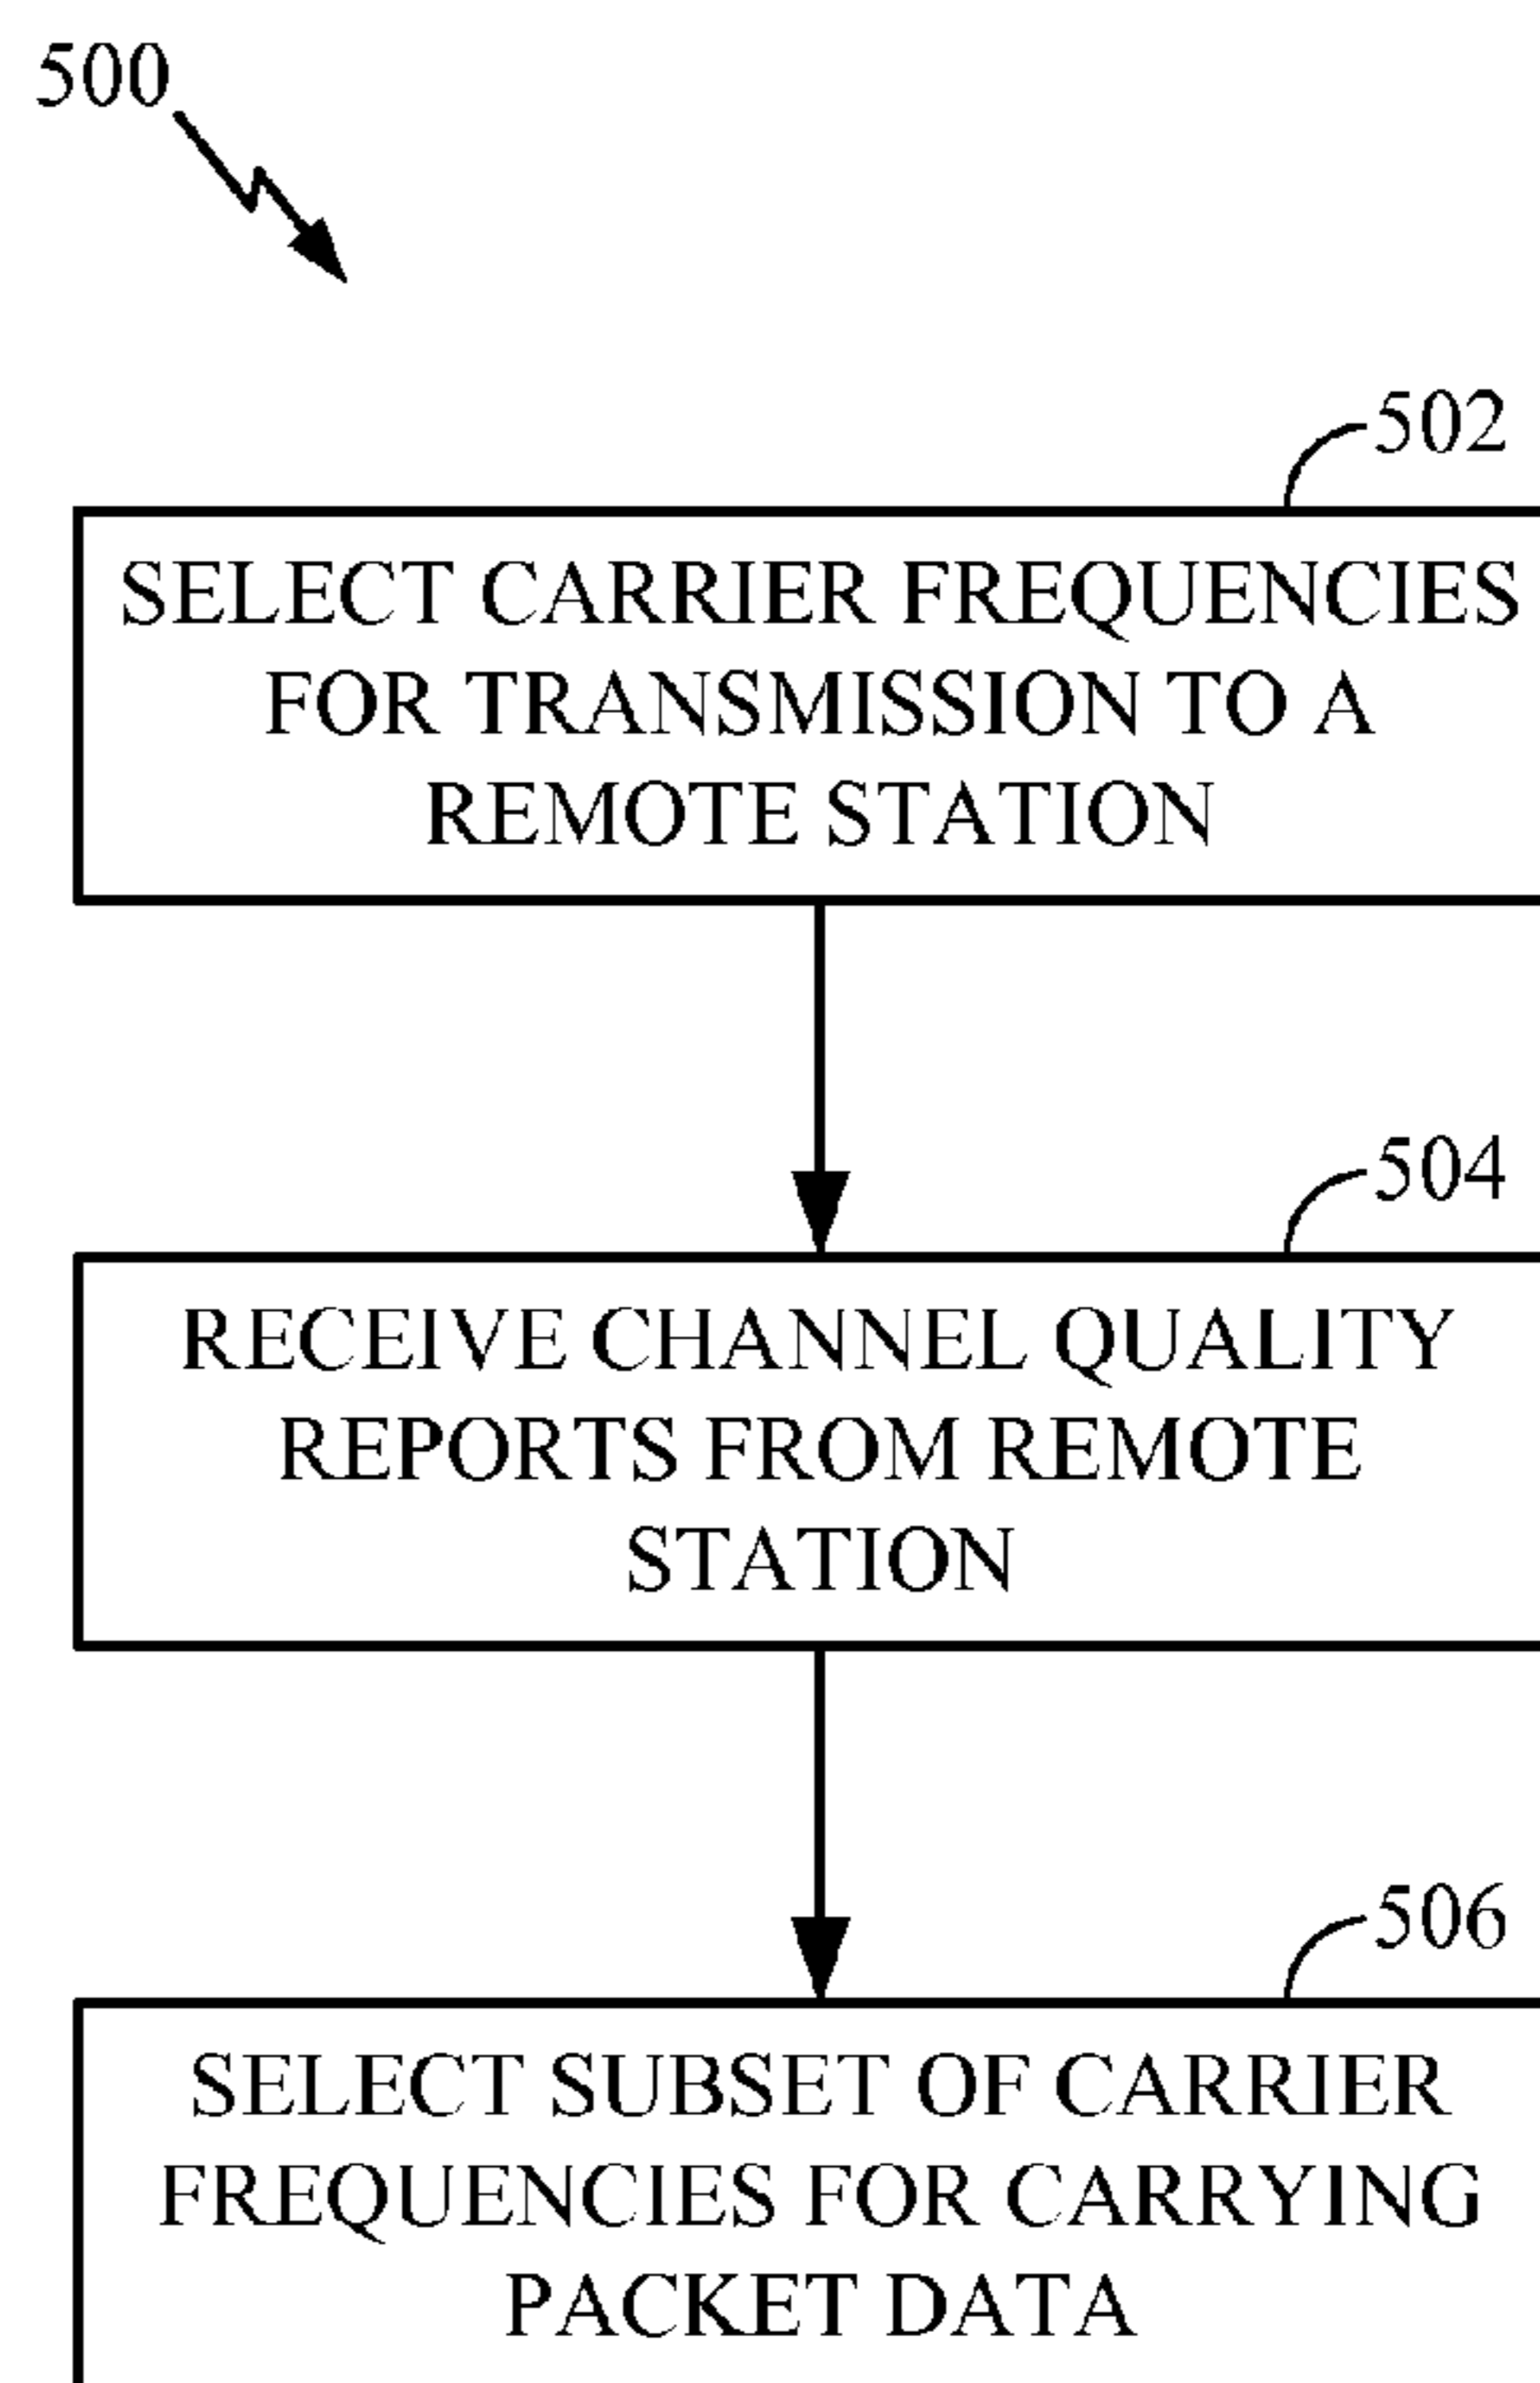 500
502
SELECT CARRIER FREQUENCIES
FOR TRANSMISSION TO A
REMOTE STATION
504
RECEIVE CHANNEL QUALITY
REPORTS FROM REMOTE
STATION
506
SELECT SUBSET OF CARRIER
FREQUENCIES FOR CARRYING
PACKET DATA